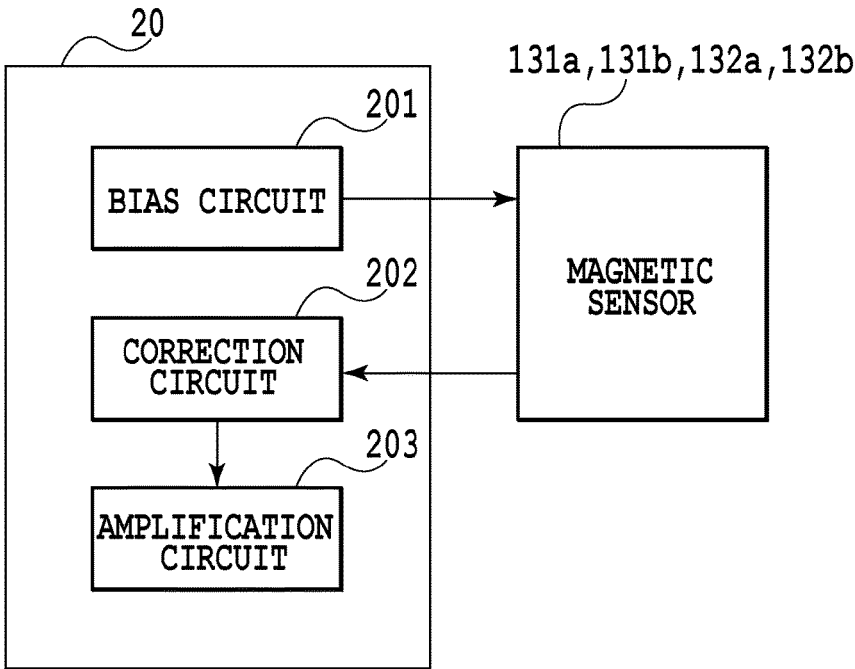 20
131a,131b,132a,132b
201
BIAS CIRCUIT
MAGNETIC
SENSOR
202
CORRECTION
CIRCUIT
203
AMPLIFICATION
CIRCUIT